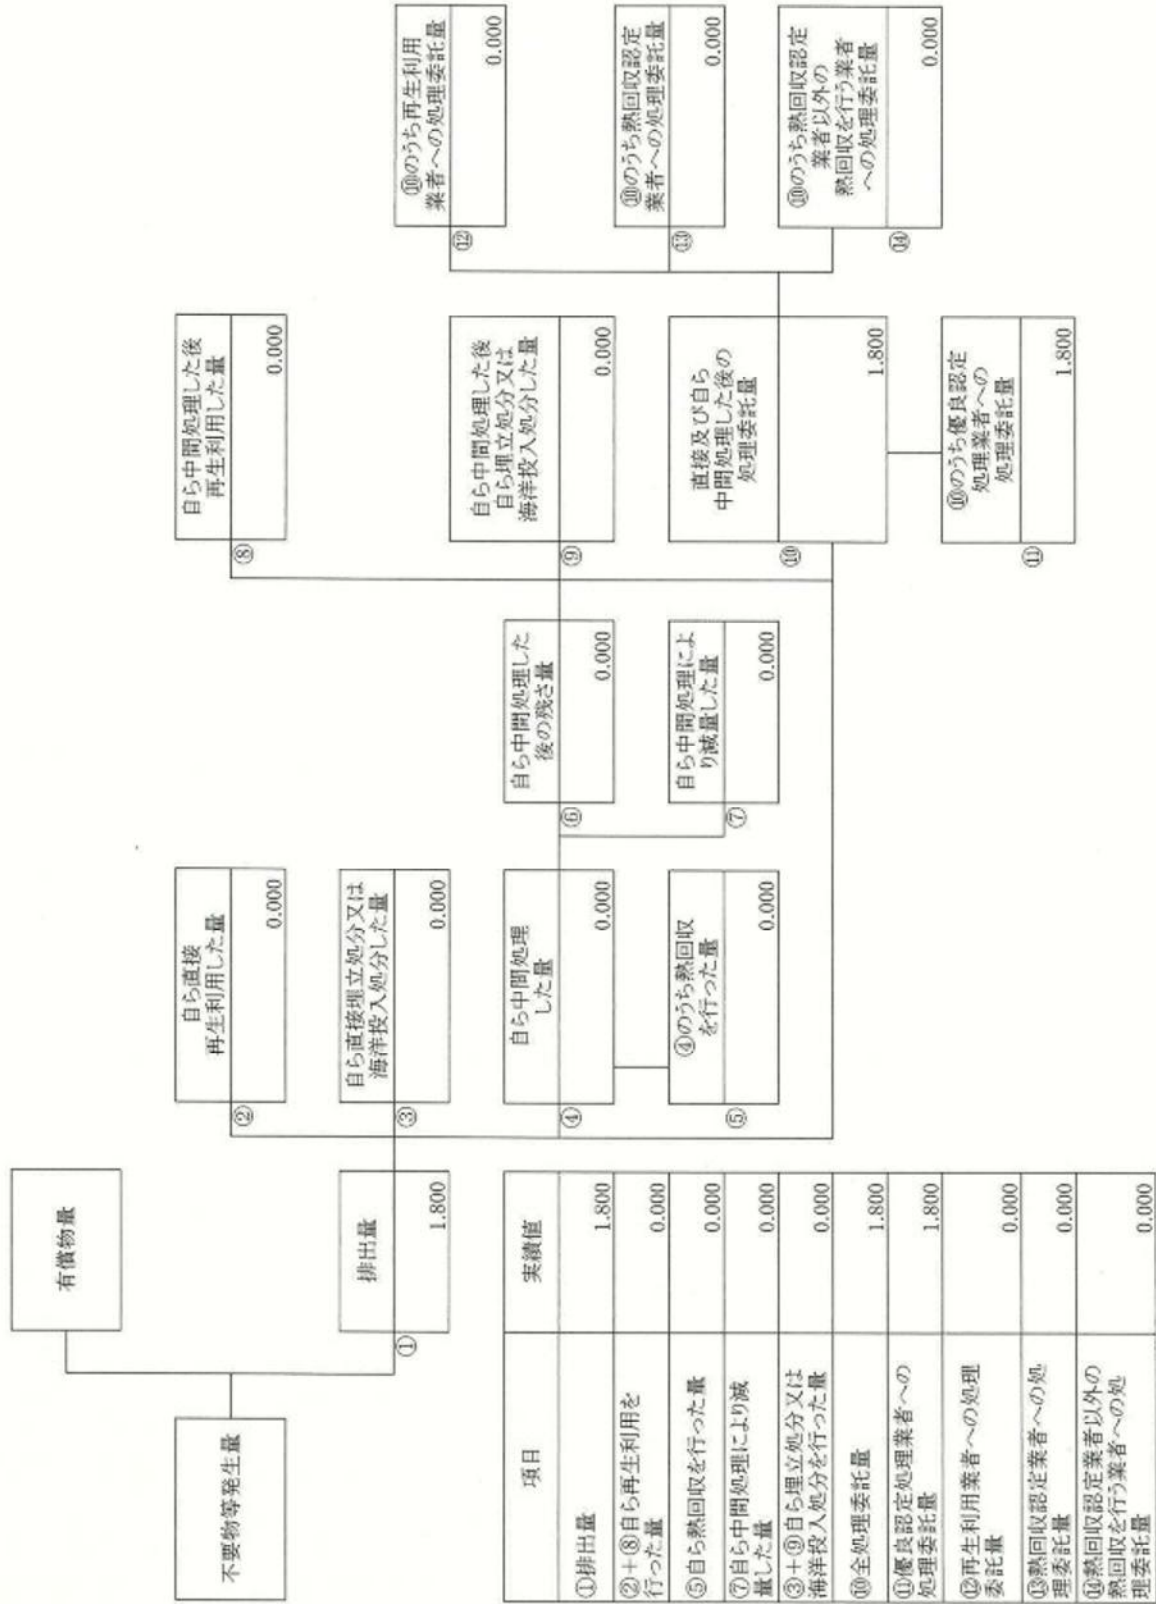 有償物量
不要物等発生量
排出量
①
1.800
自ら直接
再生利用した量
②
0.000
自ら直接埋立処分又は
海洋投入処分した量
③
0.000
自ら中間処理
した量
④
0.000
④のうち熱回収
を行った量
⑤
0.000
自ら中間処理した
後の残さ量
⑥
0.000
自ら中間処理によ
り減量した量
⑦
0.000
自ら中間処理した後
再生利用した量
⑧
0.000
自ら中間処理した後
自ら埋立処分又は
海洋投入処分した量
⑨
0.000
直接及び自ら
中間処理した後の
処理委託量
⑩
1.800
⑩のうち優良認定
処理業者への
処理委託量
⑪
1.800
⑩のうち再生利用
業者への処理委託量
⑫
0.000
⑩のうち熱回収認定
業者への処理委託量
⑬
0.000
⑩のうち熱回収認定
業者以外の
熱回収を行う業者
への処理委託量
⑭
0.000
項目 実績値
①排出量 1.800
②+⑧自ら再生利用を
行った量 0.000
⑤自ら熱回収を行った量 0.000
⑦自ら中間処理により減
量した量 0.000
③+⑨自ら埋立処分又は
海洋投入処分を行った量 0.000
⑩全処理委託量 1.800
⑪優良認定処理業者への
処理委託量 1.800
⑫再生利用業者への処理
委託量 0.000
⑬熱回収認定業者への処
理委託量 0.000
⑭熱回収認定業者以外の
熱回収を行う業者への処
理委託量 0.000